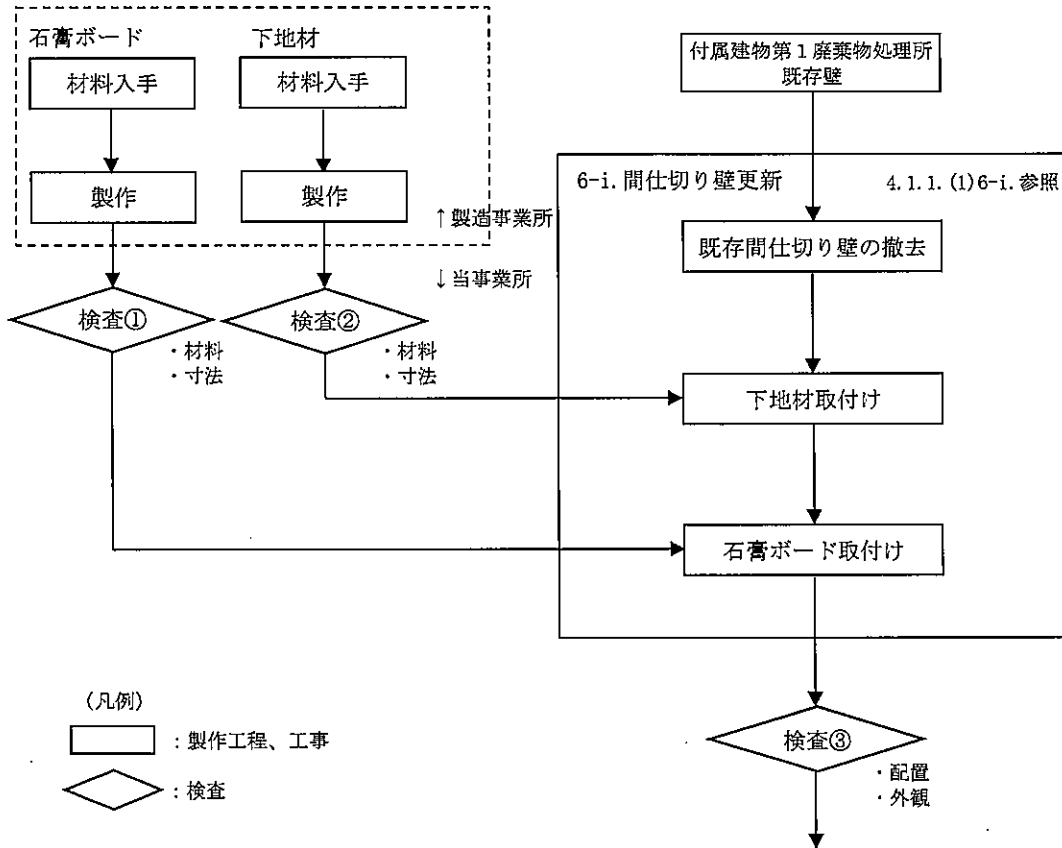 石膏ボード
下地材
材料入手
材料入手
製作
製作
↑製造事業所
↓当事業所
検査①
・材料
・寸法
検査②
・材料
・寸法
付属建物第1廃棄物処理所
既存壁
6-i. 間仕切り壁更新
4.1.1.(1)6-i.参照
既存間仕切り壁の撤去
下地材取付け
石膏ボード取付け
検査③
・配置
・外観
(凡例)
：製作工程、工事
：検査